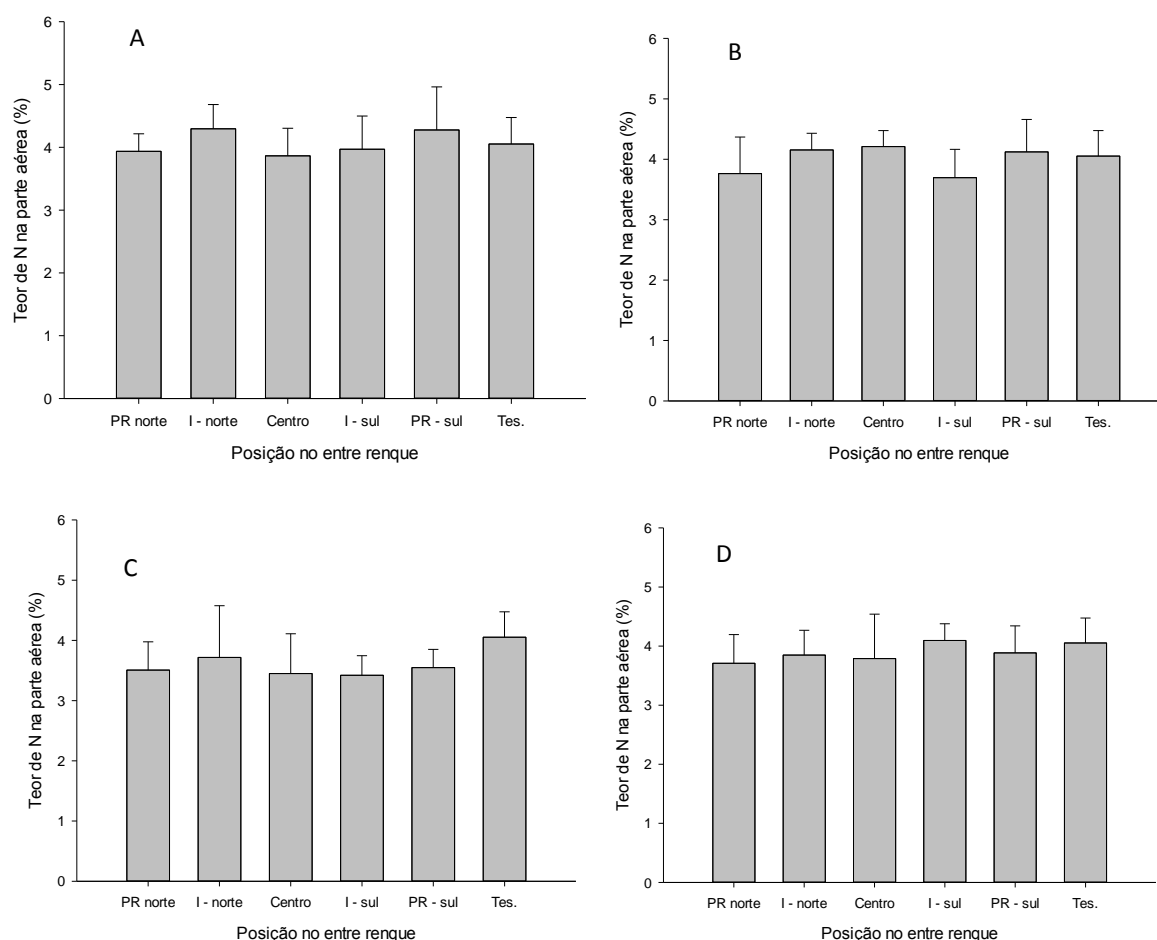 A
Teor de N na parte aérea (%)
6
5
4
3
2
1
0
PR norte I - norte Centro I - sul PR - sul Tes.
Posição no entre renque
B
Teor de N na parte aérea (%)
6
5
4
3
2
1
0
PR norte I - norte Centro I - sul PR - sul Tes.
Posição no entre renque
C
Teor de N na parte aérea (%)
6
5
4
3
2
1
0
PR norte I - norte Centro I - sul PR - sul Tes.
Posição no entre renque
D
Teor de N na parte aérea (%)
6
5
4
3
2
1
0
PR norte I - norte Centro I - sul PR - sul Tes.
Posição no entre renque